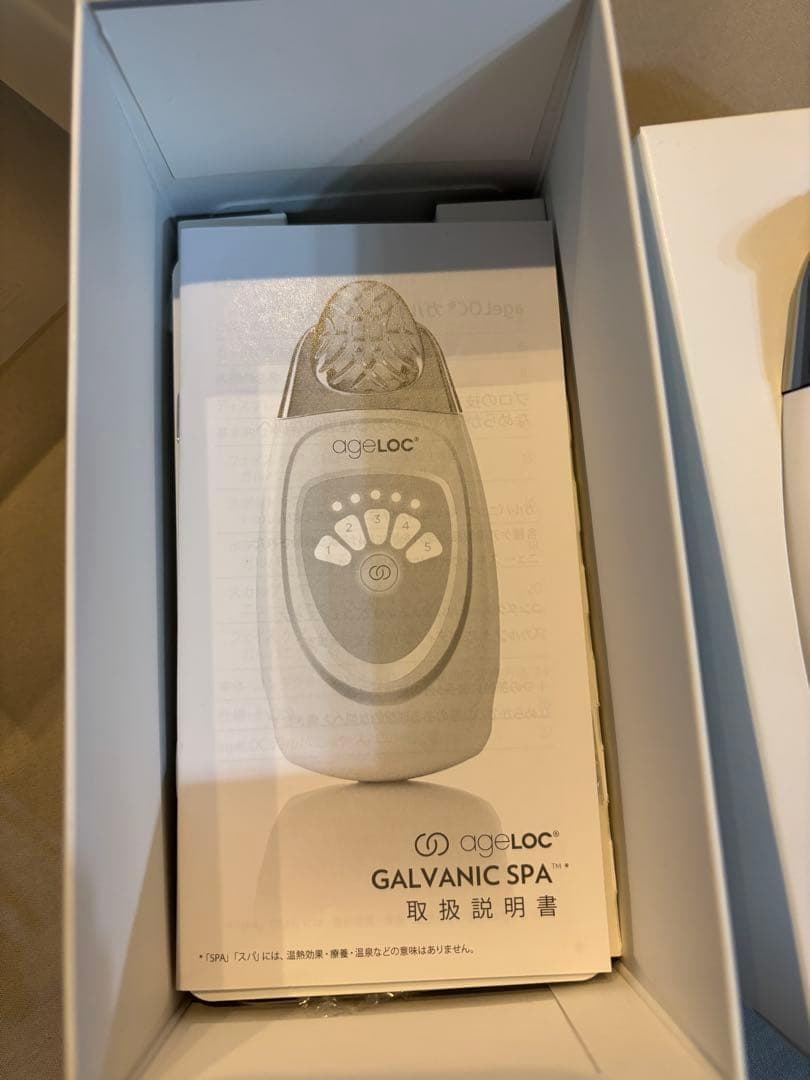 ageLOC®
1 2 3 4 5
ageLOC®
GALVANIC SPA™*
取扱説明書
*「SPA」「スパ」には、温熱効果・療養・温泉などの意味はありません。